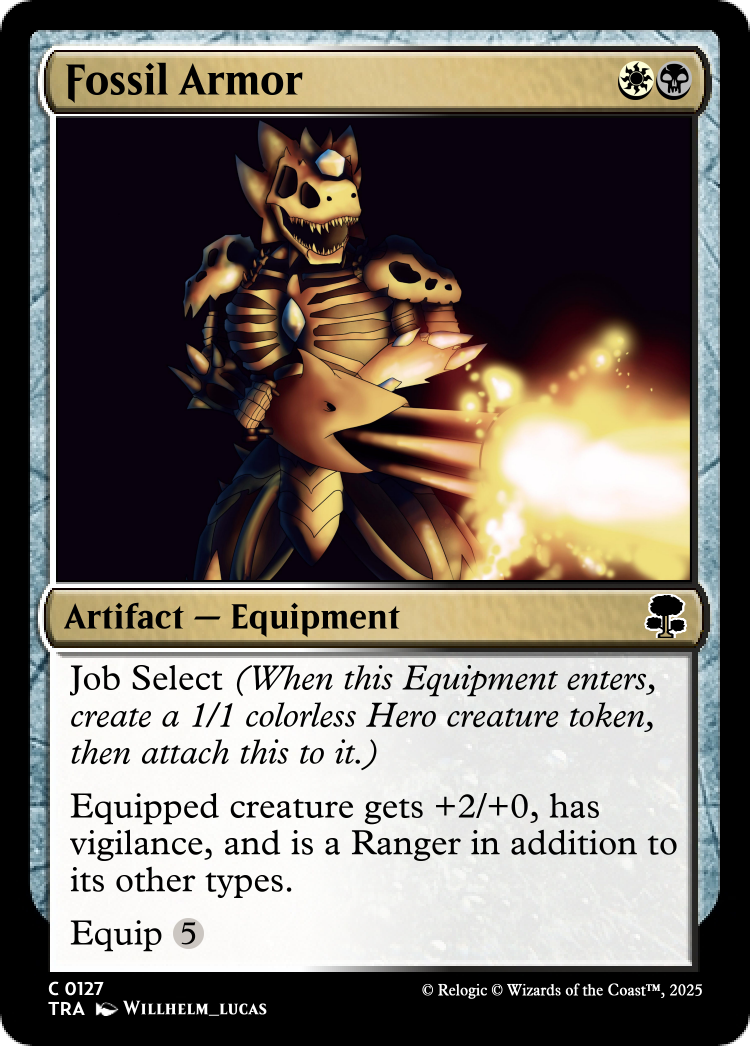 Fossil Armor
Artifact — Equipment
Job Select (When this Equipment enters,
create a 1/1 colorless Hero creature token,
then attach this to it.)
Equipped creature gets +2/+0, has
vigilance, and is a Ranger in addition to
its other types.
Equip 5
C 0127
TRA Willhelm_lucas
© Relogic © Wizards of the Coast™, 2025